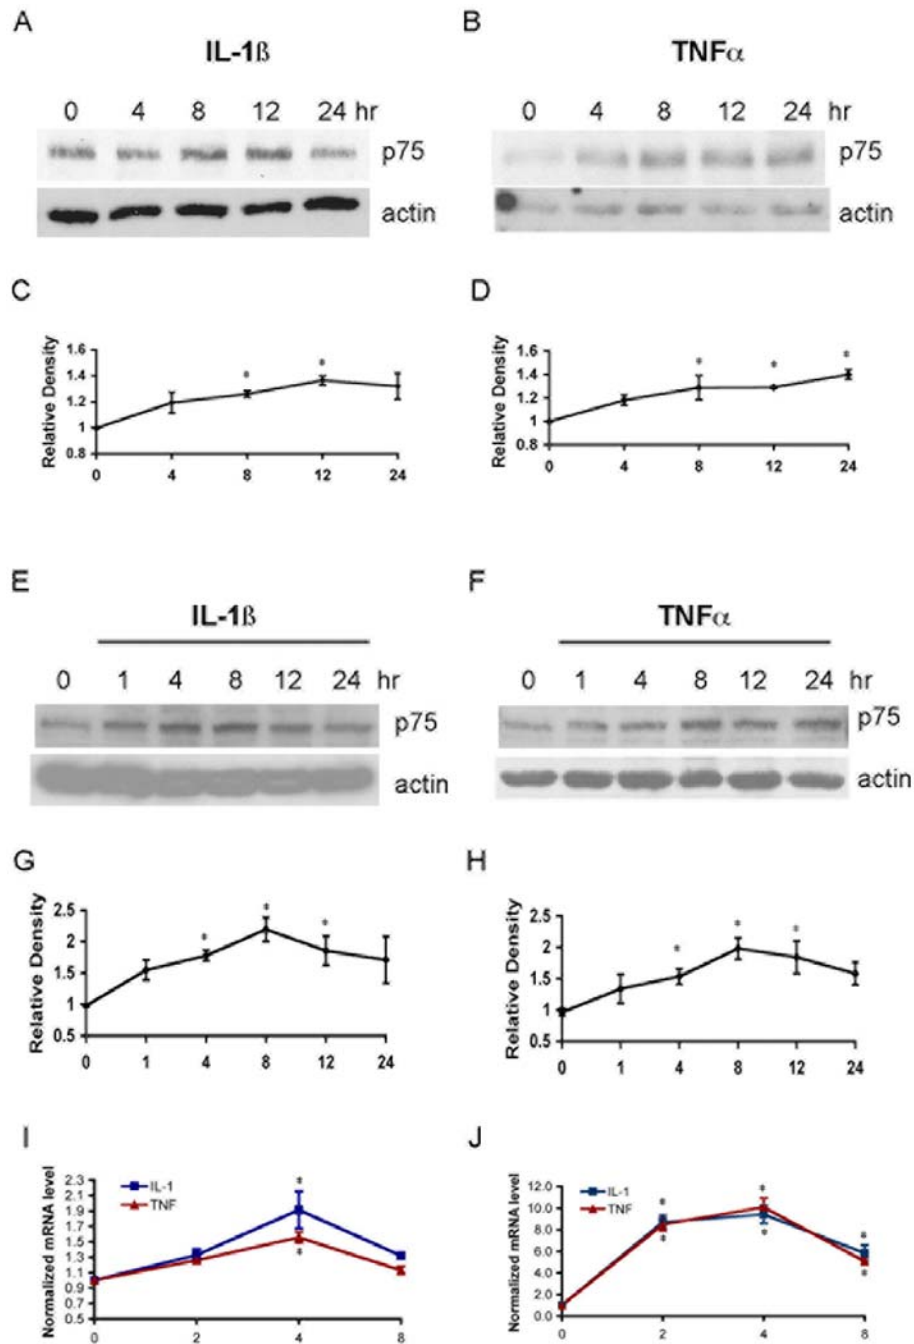 A
B
IL-1ß
TNFα
0 4 8 12 24 hr
0 4 8 12 24 hr
p75
p75
actin
actin
C
D
Relative Density
1.6
1.4
1.2
1
0.8
0 4 8 12 24
*
*
Relative Density
1.6
1.4
1.2
1
0.8
0 4 8 12 24
*
*
*
E
F
IL-1ß
TNFα
0 1 4 8 12 24 hr
0 1 4 8 12 24 hr
p75
p75
actin
actin
G
H
Relative Density
2.5
2
1.5
1
0.5
0 1 4 8 12 24
*
*
*
Relative Density
2.5
2
1.5
1
0.5
0 1 4 8 12 24
*
*
*
I
J
Normalized mRNA level
2.3
2.1
1.9
1.7
1.5
1.3
1.1
0.9
0.7
0.5
IL-1
TNF
*
*
0 2 4 8
Normalized mRNA level
12.0
10.0
8.0
6.0
4.0
2.0
0.0
IL-1
TNF
*
*
*
*
*
*
0 2 4 8